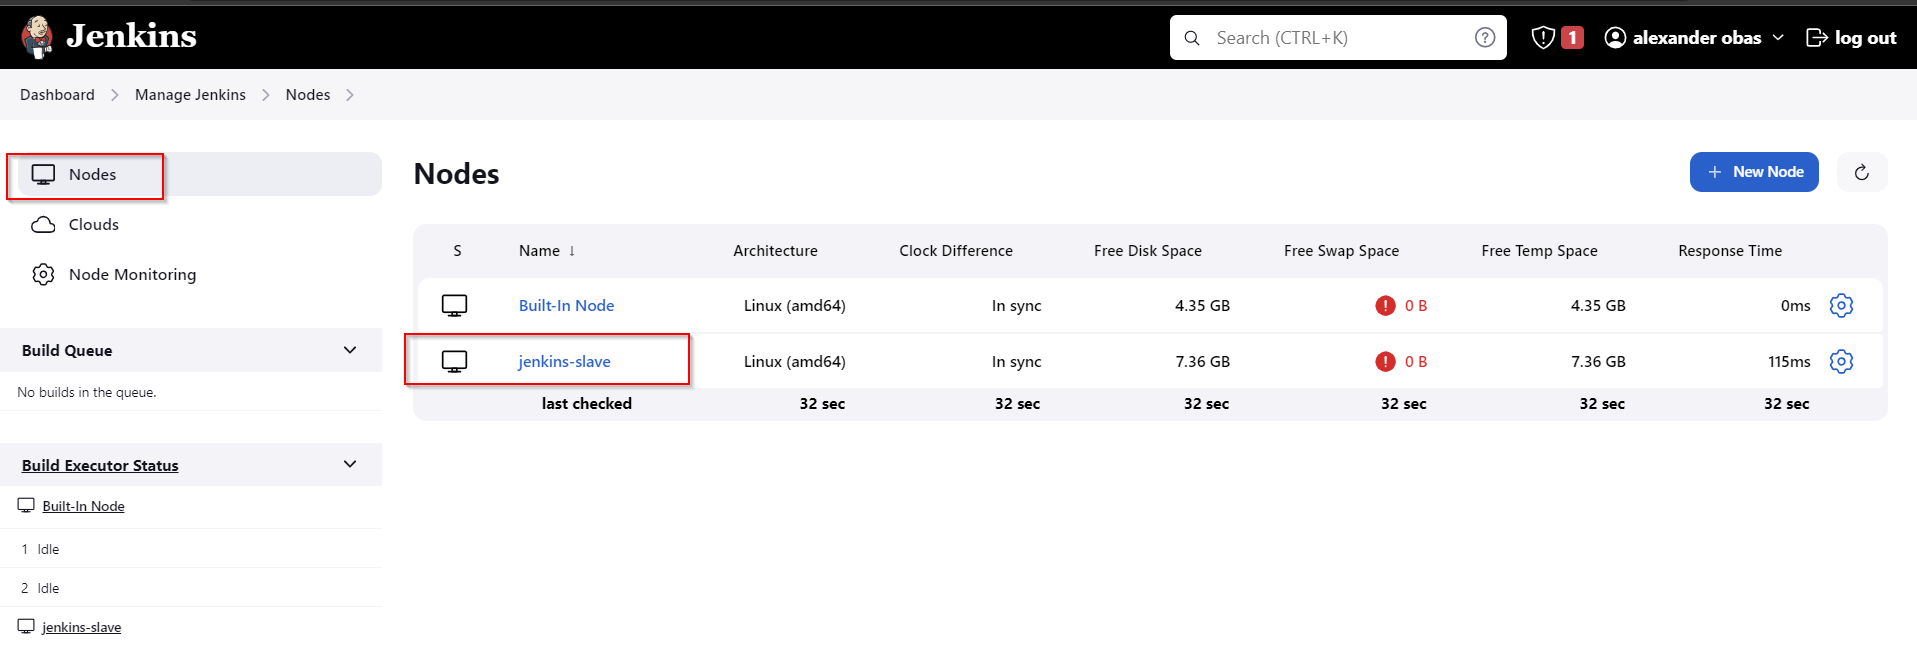 Jenkins
Search (CTRL+K)
1
alexander obas
log out
Dashboard
Manage Jenkins
Nodes
Nodes
Clouds
Node Monitoring
Build Queue
No builds in the queue.
Build Executor Status
Built-In Node
1 Idle
2 Idle
jenkins-slave
Nodes
+ New Node
S Name ↓ Architecture Clock Difference Free Disk Space Free Swap Space Free Temp Space Response Time
Built-In Node Linux (amd64) In sync 4.35 GB ! 0 B 4.35 GB 0ms
jenkins-slave Linux (amd64) In sync 7.36 GB ! 0 B 7.36 GB 115ms
last checked 32 sec 32 sec 32 sec 32 sec 32 sec 32 sec